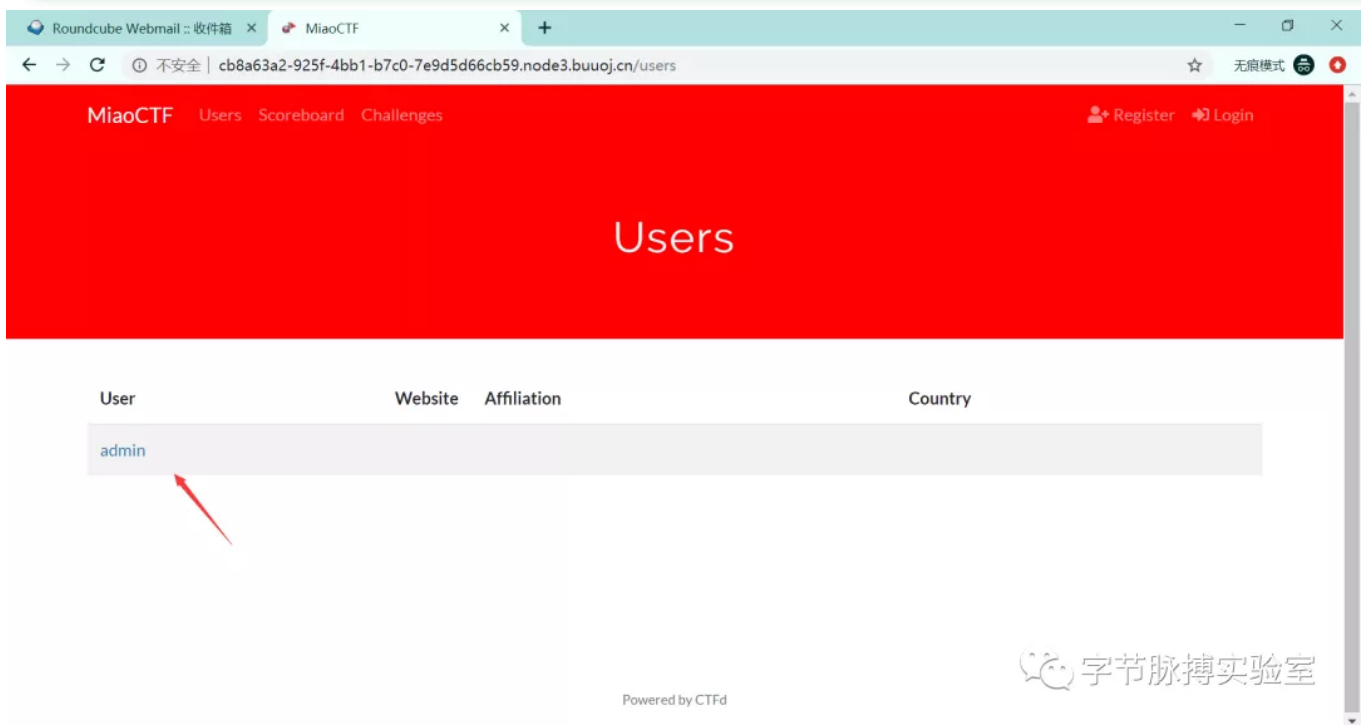 Roundcube Webmail :: 收件箱 × MiaoCTF × +
不安全 | cb8a63a2-925f-4bb1-b7c0-7e9d5d66cb59.node3.buuoj.cn/users 无痕模式
MiaoCTF Users Scoreboard Challenges Register Login
Users
User Website Affiliation Country
admin
字节脉搏实验室
Powered by CTFd